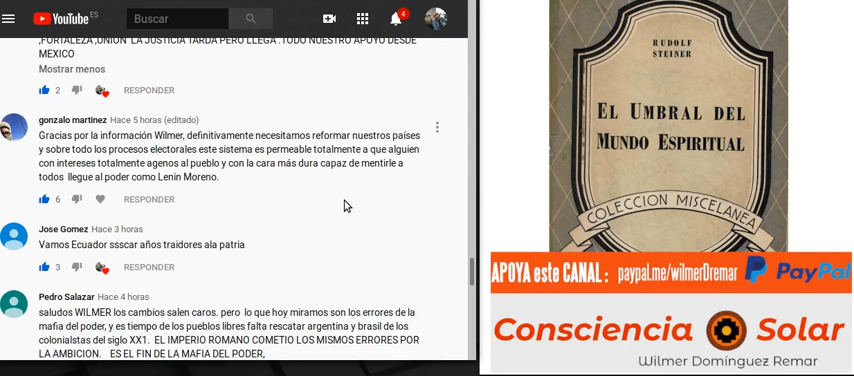 YouTube ES
Buscar
4
,FORTALEZA ,UNION LA JUSTICIA TARDA PERO LLEGA .TODO NUESTRO APOYO DESDE
MEXICO
Mostrar menos
2 RESPONDER
gonzalo martinez Hace 5 horas (editado)
Gracias por la información Wilmer, definitivamente necesitamos reformar nuestros países
y sobre todo los procesos electorales este sistema es permeable totalmente a que alguien
con intereses totalmente agenos al pueblo y con la cara más dura capaz de mentirle a
todos llegue al poder como Lenin Moreno.
6 RESPONDER
Jose Gomez Hace 3 horas
Vamos Ecuador ssscar años traidores ala patria
3 RESPONDER
Pedro Salazar Hace 4 horas
saludos WILMER los cambios salen caros. pero lo que hoy miramos son los errores de la
mafia del poder, y es tiempo de los pueblos libres falta rescatar argentina y brasil de los
colonialstas del siglo XX1. EL IMPERIO ROMANO COMETIO LOS MISMOS ERRORES POR
LA AMBICION. ES EL FIN DE LA MAFIA DEL PODER,
RUDOLF
STEINER
EL UMBRAL DEL
MUNDO ESPIRITUAL
COLECCION MISCELANEA
APOYA este CANAL : paypal.me/wilmerDremar PayPal
Consciencia Solar
Wilmer Domínguez Remar